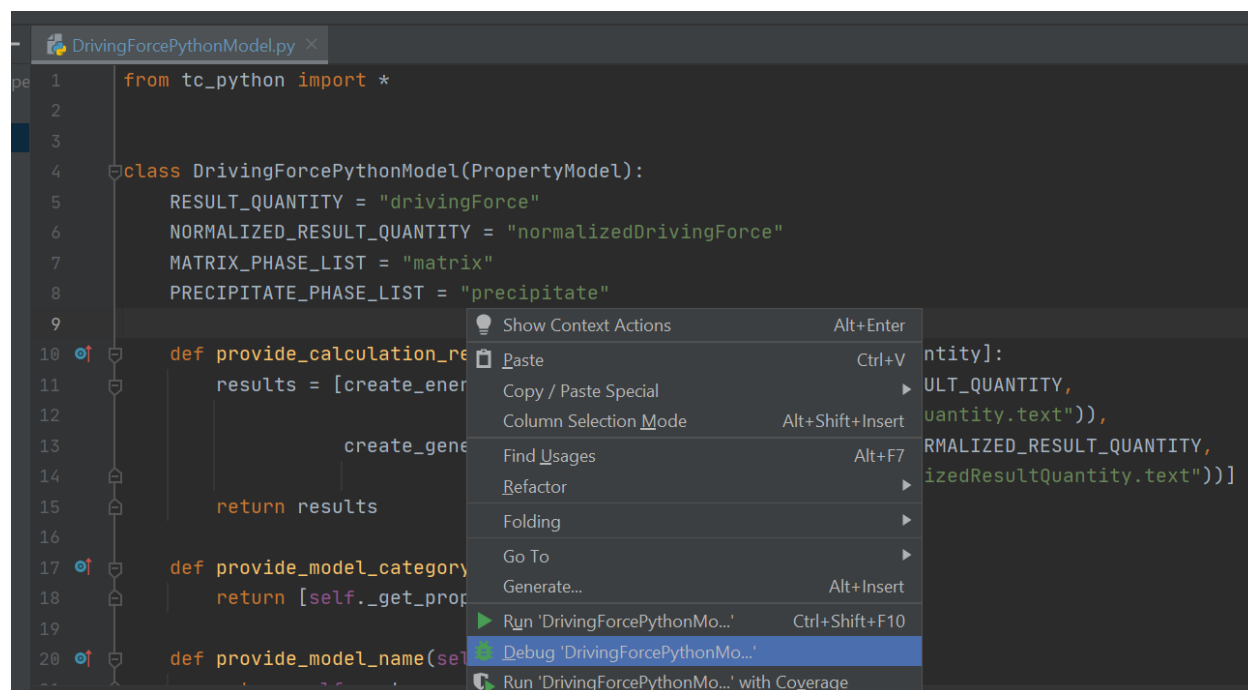 DrivingForcePythonModel.py
1 from tc_python import *
2
3
4 class DrivingForcePythonModel(PropertyModel):
5 RESULT_QUANTITY = "drivingForce"
6 NORMALIZED_RESULT_QUANTITY = "normalizedDrivingForce"
7 MATRIX_PHASE_LIST = "matrix"
8 PRECIPITATE_PHASE_LIST = "precipitate"
9
10 def provide_calculation_re ntity]:
11 results = [create_ener ULT_QUANTITY,
12 uantity.text")),
13 create_gene RMALIZED_RESULT_QUANTITY,
14 izedResultQuantity.text"))]
15 return results
16
17 def provide_model_category
18 return [self._get_prop
19
20 def provide_model_name(sel
Show Context Actions Alt+Enter
Paste Ctrl+V
Copy / Paste Special
Column Selection Mode Alt+Shift+Insert
Find Usages Alt+F7
Refactor
Folding
Go To
Generate... Alt+Insert
Run 'DrivingForcePythonMo...' Ctrl+Shift+F10
Debug 'DrivingForcePythonMo...'
Run 'DrivingForcePythonMo...' with Coverage